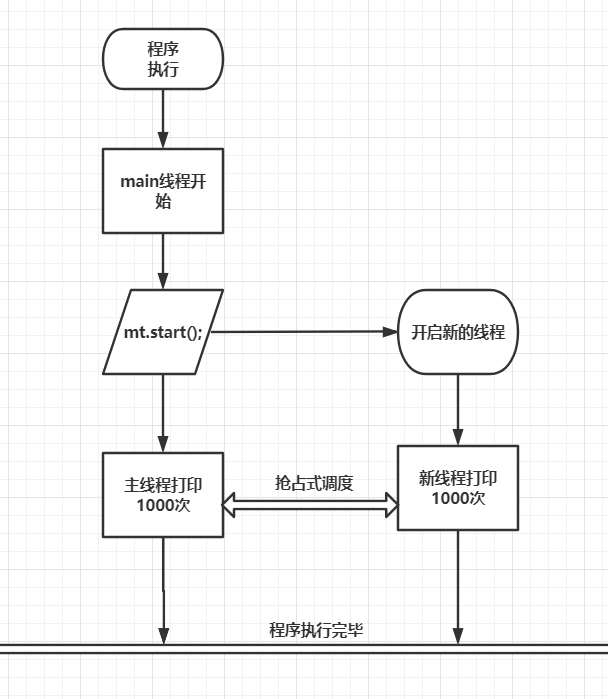 程序
执行
main线程开
始
mt.start();
开启新的线程
主线程打印
1000次
抢占式调度
新线程打印
1000次
程序执行完毕